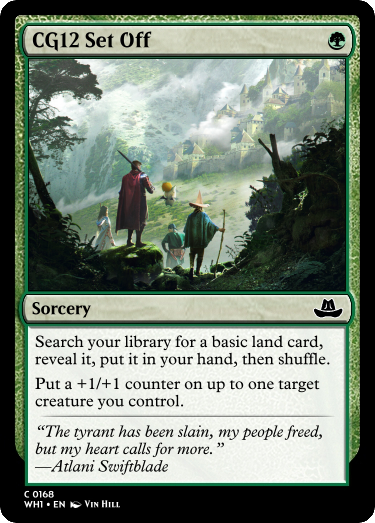 CG12 Set Off
Sorcery
Search your library for a basic land card,
reveal it, put it in your hand, then shuffle.
Put a +1/+1 counter on up to one target
creature you control.
“The tyrant has been slain, my people freed,
but my heart calls for more.”
—Atlani Swiftblade
C 0168
WH1 • EN Vin Hill